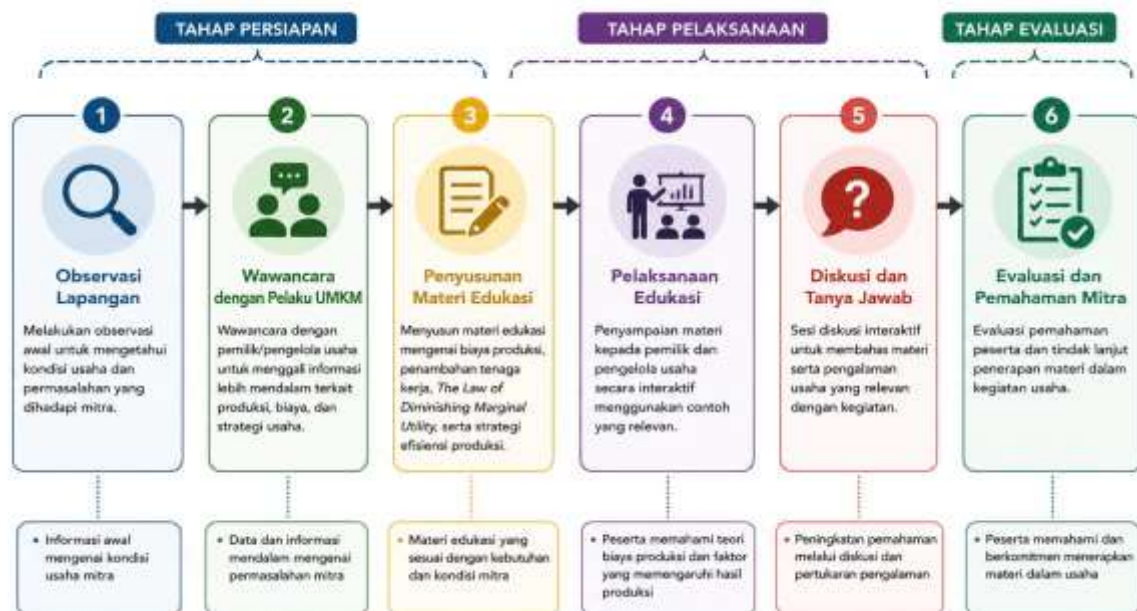 TAHAP PERSIAPAN
TAHAP PELAKSANAAN
TAHAP EVALUASI
1
Observasi
Lapangan
Melakukan observasi
awal untuk mengetahui
kondisi usaha dan
permasalahan yang
dihadapi mitra.
• Informasi awal
mengenai kondisi
usaha mitra
2
Wawancara
dengan Pelaku UMKM
Wawancara dengan
pemilik/pengelola usaha
untuk menggali informasi
lebih mendalam terkait
produksi, biaya, dan
strategi usaha.
• Data dan informasi
mendalam mengenai
permasalahan mitra
3
Penyusunan
Materi Edukasi
Menyusun materi edukasi
mengenai biaya produksi,
penambahan tenaga
kerja, The Law of
Diminishing Marginal
Utility, serta strategi
efisiensi produksi.
• Materi edukasi yang
sesuai dengan kebutuhan
dan kondisi mitra
4
Pelaksanaan
Edukasi
Penyampaian materi
kepada pemilik dan
pengelola usaha
secara interaktif
menggunakan contoh
yang relevan.
• Peserta memahami teori
biaya produksi dan faktor
yang memengaruhi hasil
produksi
5
Diskusi dan
Tanya Jawab
Sesi diskusi interaktif
untuk membahas materi
serta pengalaman
usaha yang relevan
dengan kegiatan.
• Peningkatan pemahaman
melalui diskusi dan
pertukaran pengalaman
6
Evaluasi dan
Pemahaman Mitra
Evaluasi pemahaman
peserta dan tindak lanjut
penerapan materi dalam
kegiatan usaha.
• Peserta memahami dan
berkomitmen menerapkan
materi dalam usaha